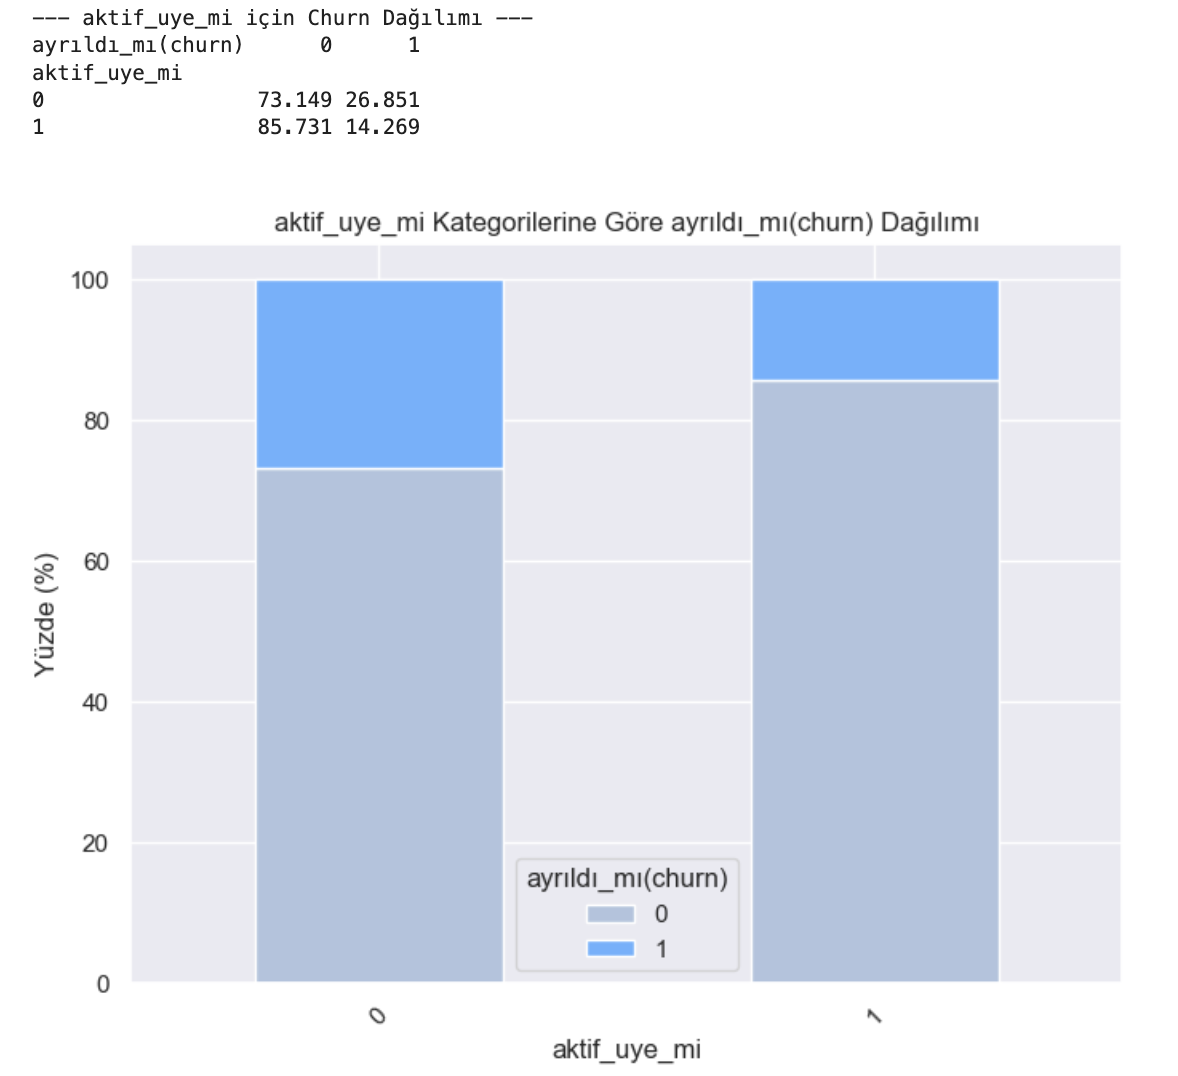 --- aktif_uye_mi için Churn Dağılımı ---
ayrıldı_mı(churn) 0 1
aktif_uye_mi
0 73.149 26.851
1 85.731 14.269
aktif_uye_mi Kategorilerine Göre ayrıldı_mı(churn) Dağılımı
100
80
60
40
20
0
Yüzde (%)
ayrıldı_mı(churn)
0
1
0 1
aktif_uye_mi